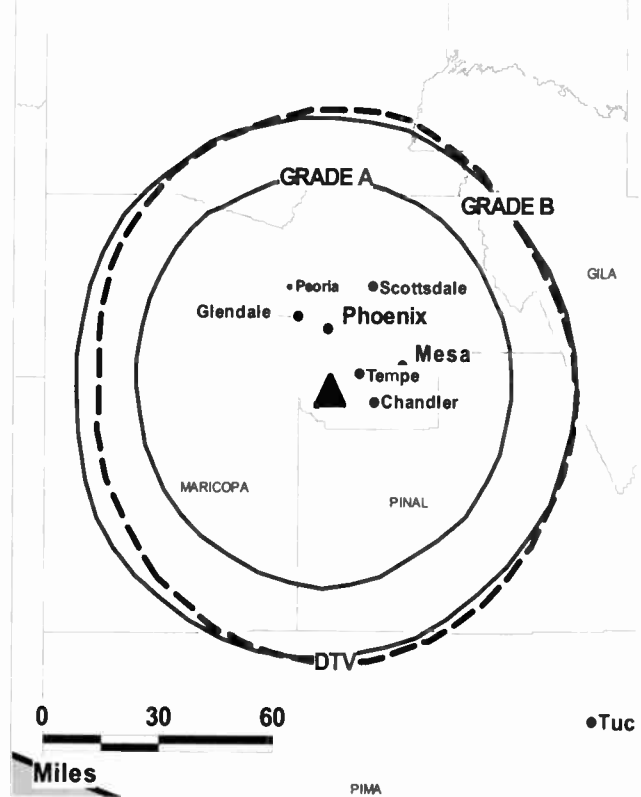 GRADE A
GRADE B
GILA
Peoria
Scottsdale
Glendale
Phoenix
Mesa
Tempe
Chandler
MARICOPA
PINAL
DTV
0 30 60
Tuc
Miles
PIMA